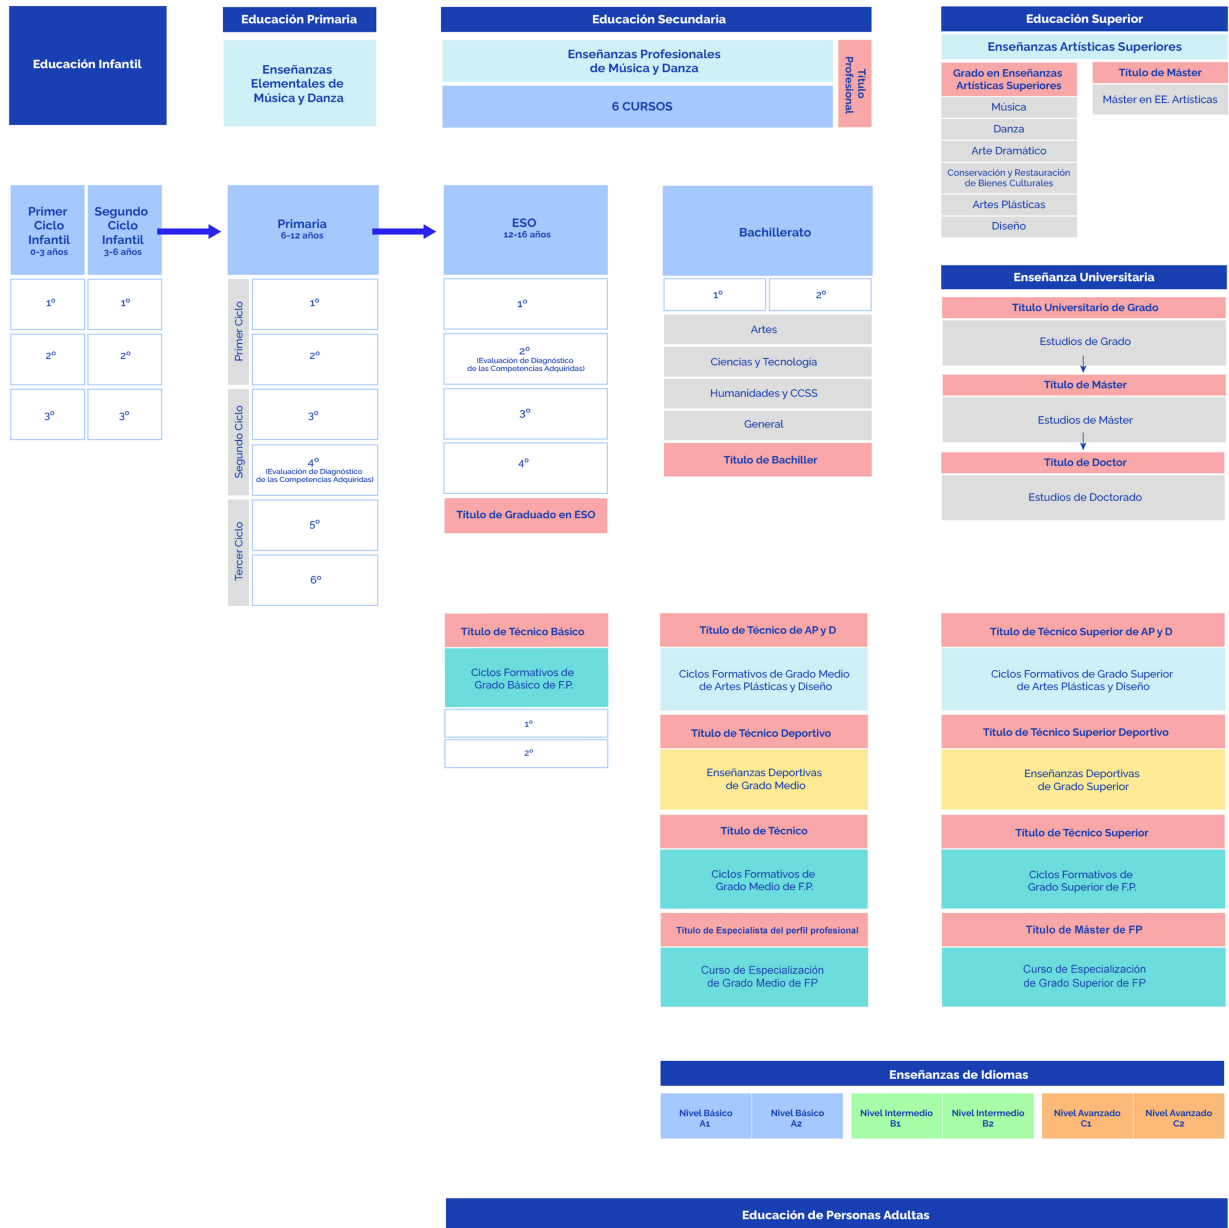 Educación Infantil
Educación Primaria
Enseñanzas
Elementales de
Música y Danza
Educación Secundaria
Enseñanzas Profesionales
de Música y Danza
6 CURSOS
Título
Profesional
Educación Superior
Enseñanzas Artísticas Superiores
Grado en Enseñanzas
Artísticas Superiores
Música
Danza
Arte Dramático
Conservación y Restauración
de Bienes Culturales
Artes Plásticas
Diseño
Título de Máster
Máster en EE. Artísticas
Primer
Ciclo
Infantil
0-3 años
1º
2º
3º
Segundo
Ciclo
Infantil
3-6 años
1º
2º
3º
Primaria
6-12 años
Primer Ciclo
1º
2º
Segundo Ciclo
3º
4º
(Evaluación de Diagnóstico
de las Competencias Adquiridas)
Tercer Ciclo
5º
6º
ESO
12-16 años
1º
2º
(Evaluación de Diagnóstico
de las Competencias Adquiridas)
3º
4º
Título de Graduado en ESO
Bachillerato
1º
2º
Artes
Ciencias y Tecnología
Humanidades y CCSS
General
Título de Bachiller
Enseñanza Universitaria
Título Universitario de Grado
Estudios de Grado
Título de Máster
Estudios de Máster
Título de Doctor
Estudios de Doctorado
Título de Técnico Básico
Ciclos Formativos de
Grado Básico de F.P.
1º
2º
Título de Técnico de AP y D
Ciclos Formativos de Grado Medio
de Artes Plásticas y Diseño
Título de Técnico Deportivo
Enseñanzas Deportivas
de Grado Medio
Título de Técnico
Ciclos Formativos de
Grado Medio de F.P.
Título de Especialista del perfil profesional
Curso de Especialización
de Grado Medio de FP
Título de Técnico Superior de AP y D
Ciclos Formativos de Grado Superior
de Artes Plásticas y Diseño
Título de Técnico Superior Deportivo
Enseñanzas Deportivas
de Grado Superior
Título de Técnico Superior
Ciclos Formativos de
Grado Superior de F.P.
Título de Máster de FP
Curso de Especialización
de Grado Superior de FP
Enseñanzas de Idiomas
Nivel Básico
A1
Nivel Básico
A2
Nivel Intermedio
B1
Nivel Intermedio
B2
Nivel Avanzado
C1
Nivel Avanzado
C2
Educación de Personas Adultas